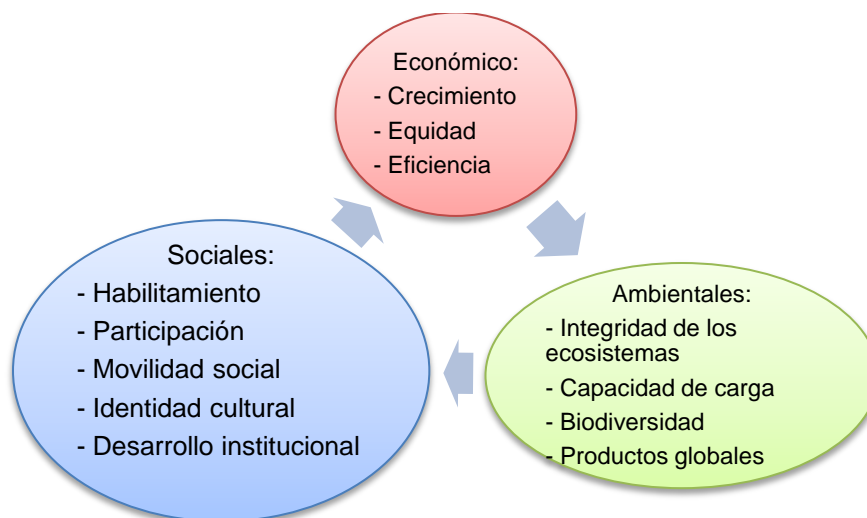 Económico:
- Crecimiento
- Equidad
- Eficiencia
Sociales:
- Habilitamiento
- Participación
- Movilidad social
- Identidad cultural
- Desarrollo institucional
Ambientales:
- Integridad de los
ecosistemas
- Capacidad de carga
- Biodiversidad
- Productos globales